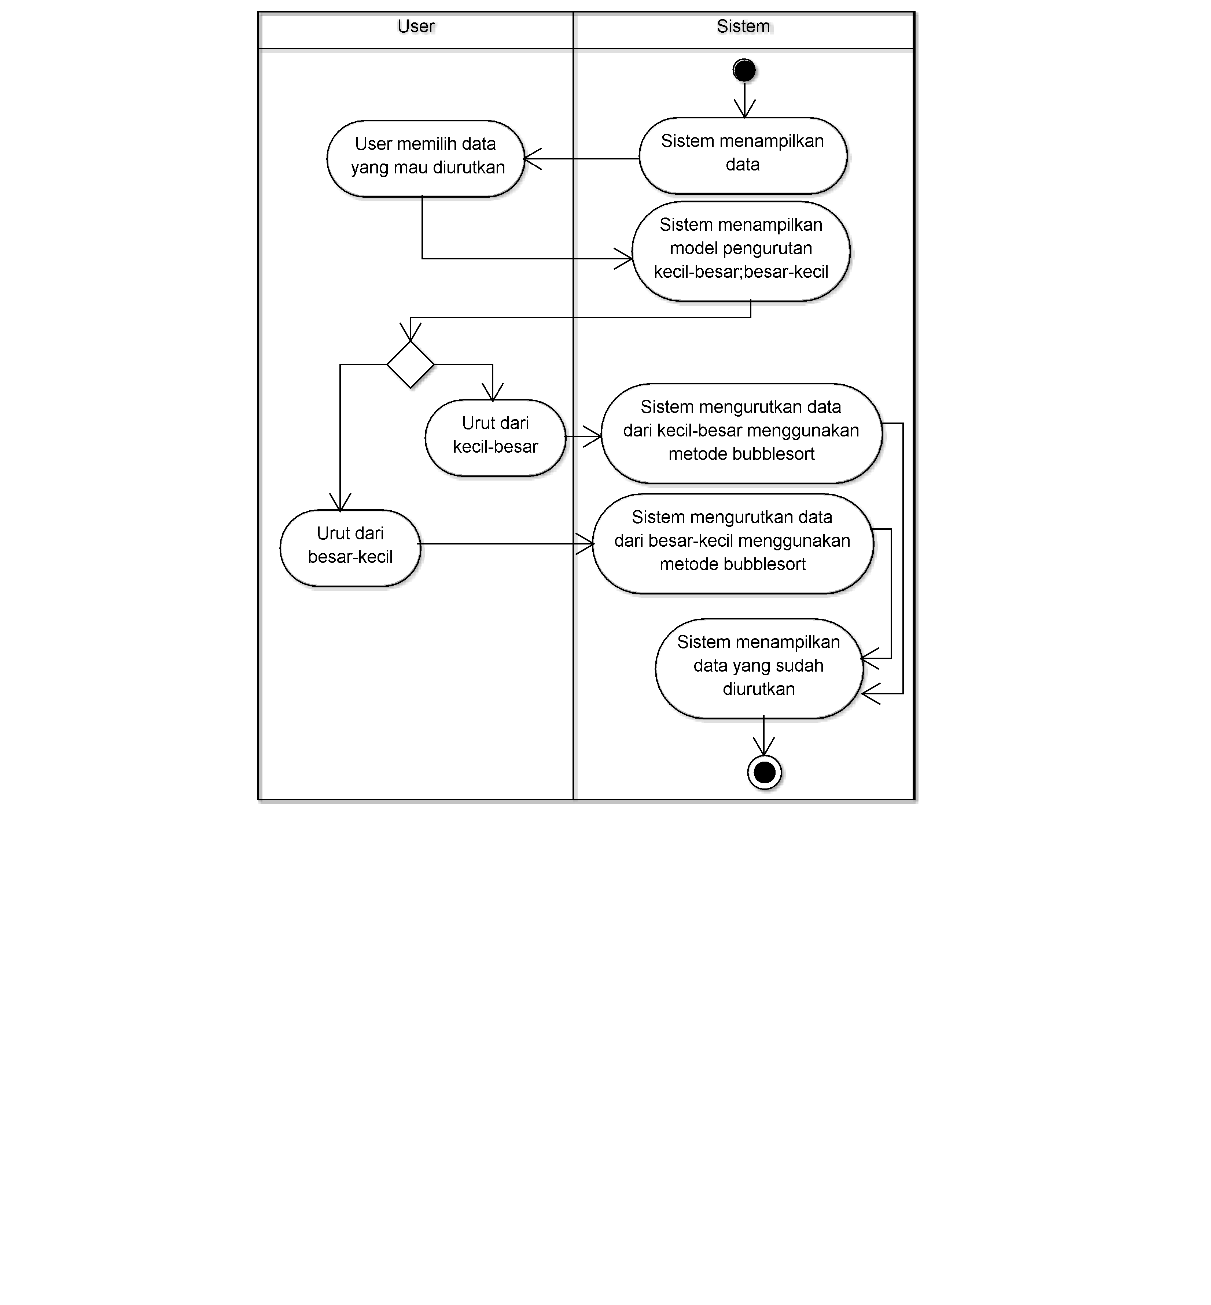 User
Sistem
Sistem menampilkan
data
User memilih data
yang mau diurutkan
Sistem menampilkan
model pengurutan
kecil-besar;besar-kecil
Urut dari
kecil-besar
Sistem mengurutkan data
dari kecil-besar menggunakan
metode bubblesort
Urut dari
besar-kecil
Sistem mengurutkan data
dari besar-kecil menggunakan
metode bubblesort
Sistem menampilkan
data yang sudah
diurutkan